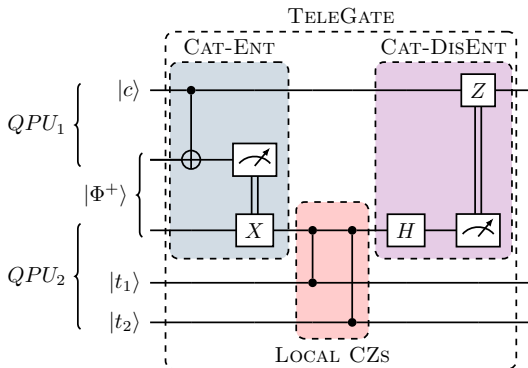 TELEGATE
CAT-ENT
CAT-DISENT
|c⟩
Z
QPU₁
|Φ⁺⟩
X
H
QPU₂
|t₁⟩
|t₂⟩
LOCAL CZs